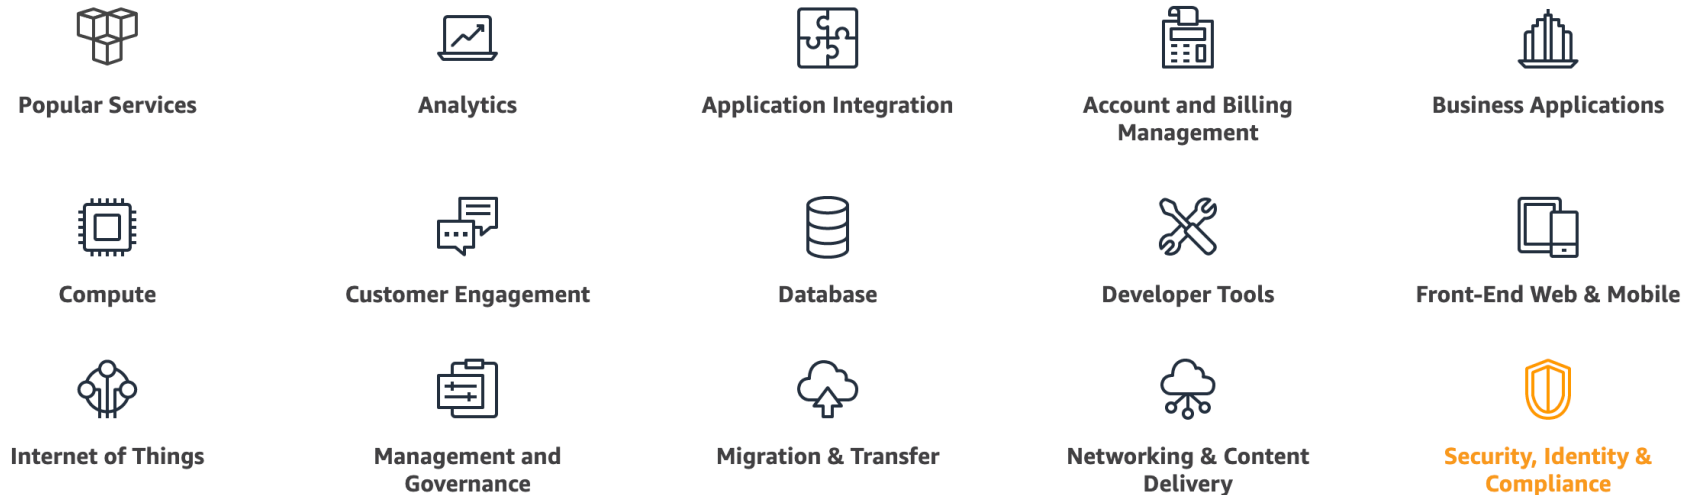 Popular Services
Analytics
Application Integration
Account and Billing
Management
Business Applications
Compute
Customer Engagement
Database
Developer Tools
Front-End Web & Mobile
Internet of Things
Management and
Governance
Migration & Transfer
Networking & Content
Delivery
Security, Identity &
Compliance